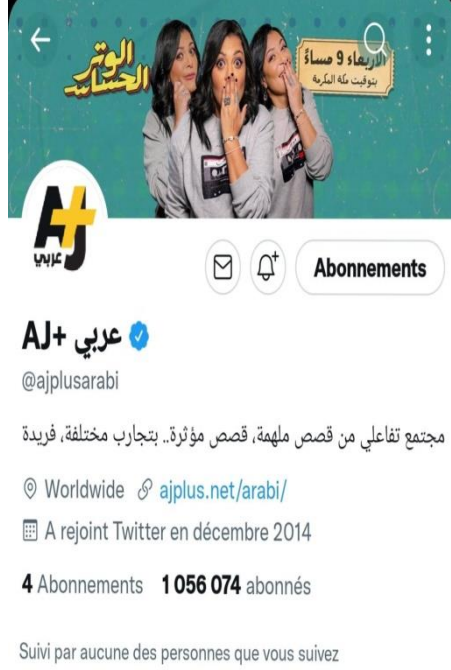 الوتر
الحساس
الأربعاء 9 مساءً
بتوقيت مكة المكرمة
AJ+
عربي
Abonnements
AJ+ عربي
@ajplusarabi
مجتمع تفاعلي من قصص ملهمة، قصص مؤثرة.. بتجارب مختلفة، فريدة
Worldwide ajplus.net/arabi/
A rejoint Twitter en décembre 2014
4 Abonnements 1 056 074 abonnés
Suivi par aucune des personnes que vous suivez